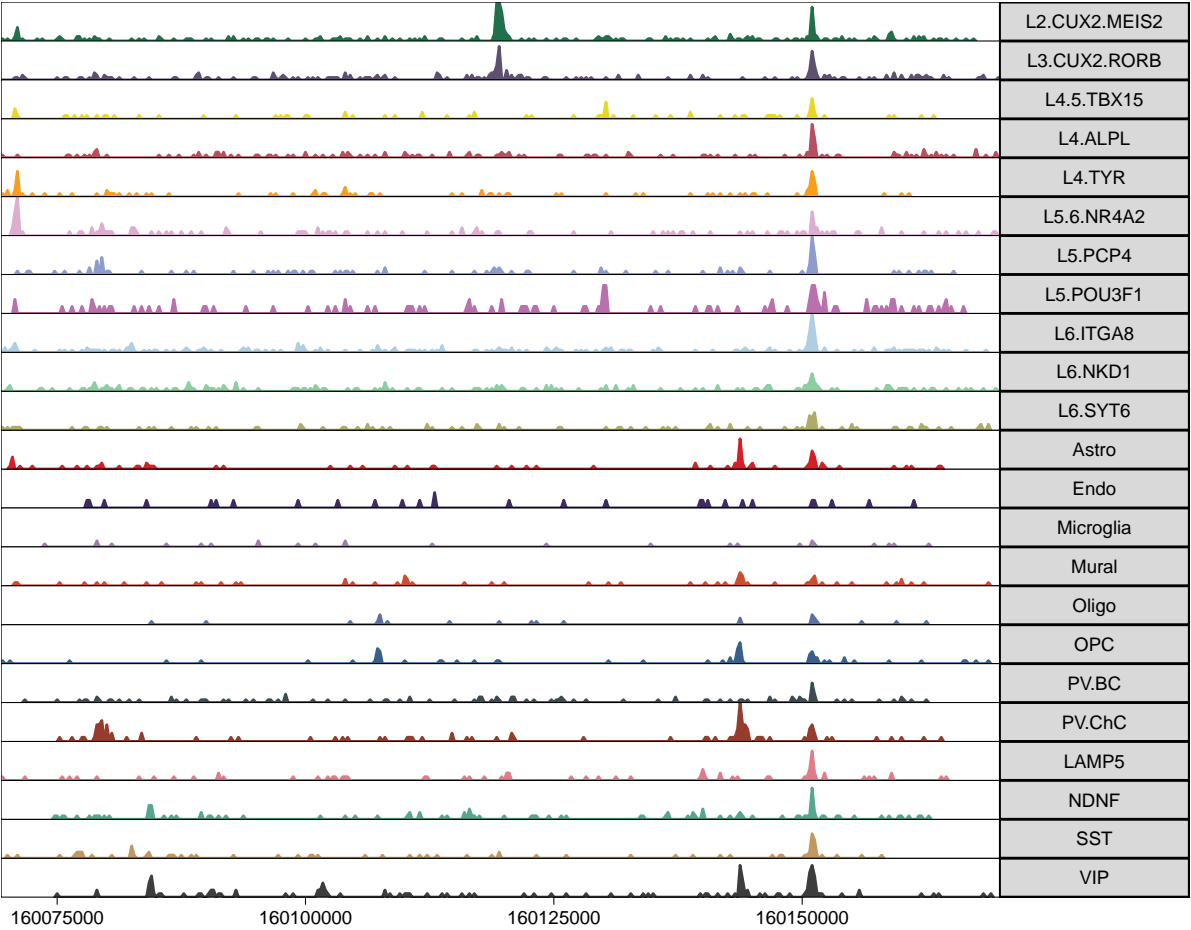 L2.CUX2.MEIS2
L3.CUX2.RORB
L4.5.TBX15
L4.ALPL
L4.TYR
L5.6.NR4A2
L5.PCP4
L5.POU3F1
L6.ITGA8
L6.NKD1
L6.SYT6
Astro
Endo
Microglia
Mural
Oligo
OPC
PV.BC
PV.ChC
LAMP5
NDNF
SST
VIP
160075000 160100000 160125000 160150000